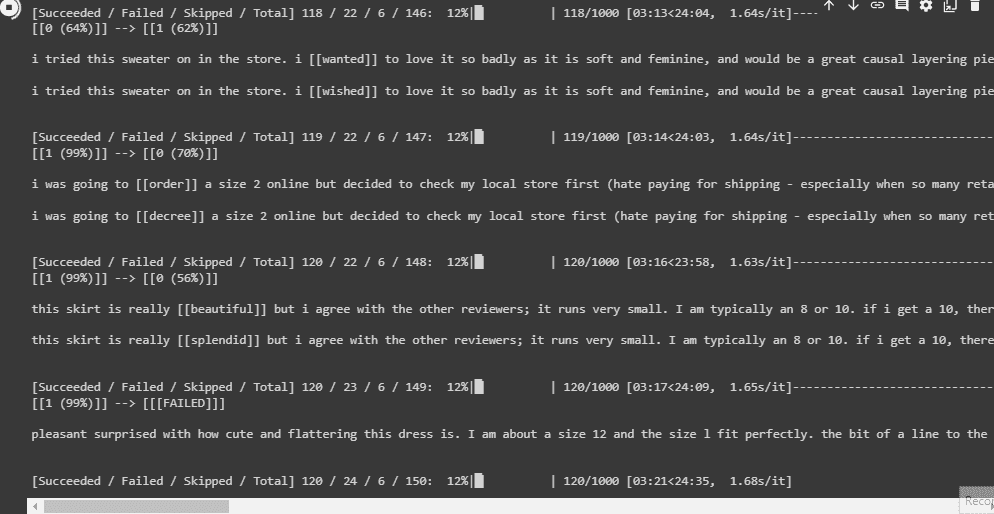 [Succeeded / Failed / Skipped / Total] 118 / 22 / 6 / 146:  12%| | 118/1000 [03:13<24:04,  1.64s/it]----
[[0 (64%)]] --> [[1 (62%)]]
i tried this sweater on in the store. i [[wanted]] to love it so badly as it is soft and feminine, and would be a great causal layering pie
i tried this sweater on in the store. i [[wished]] to love it so badly as it is soft and feminine, and would be a great causal layering pie
[Succeeded / Failed / Skipped / Total] 119 / 22 / 6 / 147:  12%| | 119/1000 [03:14<24:03,  1.64s/it]-----------------------------
[[1 (99%)]] --> [[0 (70%)]]
i was going to [[order]] a size 2 online but decided to check my local store first (hate paying for shipping - especially when so many reta
i was going to [[decree]] a size 2 online but decided to check my local store first (hate paying for shipping - especially when so many ret
[Succeeded / Failed / Skipped / Total] 120 / 22 / 6 / 148:  12%| | 120/1000 [03:16<23:58,  1.63s/it]-----------------------------
[[1 (99%)]] --> [[0 (56%)]]
this skirt is really [[beautiful]] but i agree with the other reviewers; it runs very small. I am typically an 8 or 10. if i get a 10, ther
this skirt is really [[splendid]] but i agree with the other reviewers; it runs very small. I am typically an 8 or 10. if i get a 10, there
[Succeeded / Failed / Skipped / Total] 120 / 23 / 6 / 149:  12%| | 120/1000 [03:17<24:09,  1.65s/it]-----------------------------
[[1 (99%)]] --> [[[FAILED]]]
pleasant surprised with how cute and flattering this dress is. I am about a size 12 and the size l fit perfectly. the bit of a line to the
[Succeeded / Failed / Skipped / Total] 120 / 24 / 6 / 150:  12%| | 120/1000 [03:21<24:35,  1.68s/it]